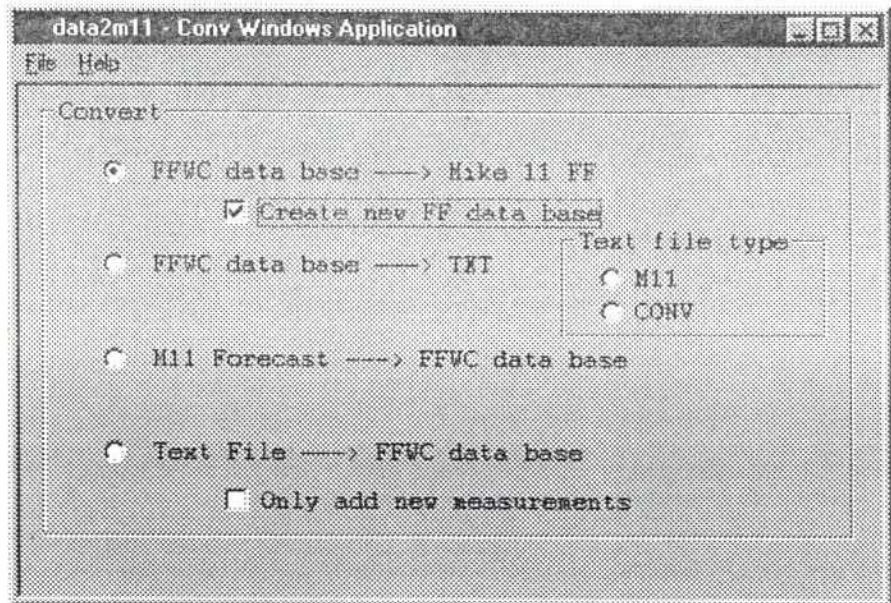 data2m11 - Conv Windows Application
File Help
Convert
FFWC data base ----> Mike 11 FF
Create new FF data base
FFWC data base ----> TXT
Text file type
M11
CONV
M11 Forecast ----> FFWC data base
Text File ----> FFWC data base
Only add new measurements